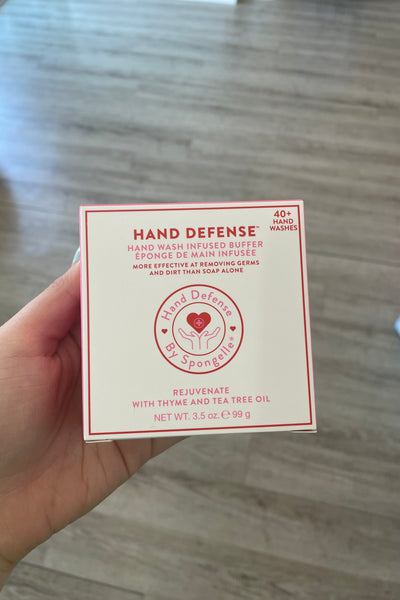 40+
HAND
WASHES
HAND DEFENSE™
HAND WASH INFUSED BUFFER
ÉPONGE DE MAIN INFUSÉE
MORE EFFECTIVE AT REMOVING GERMS
AND DIRT THAN SOAP ALONE
Hand Defense
By Spongelle®
REJUVENATE
WITH THYME AND TEA TREE OIL
NET WT. 3.5 oz. ℮ 99 g